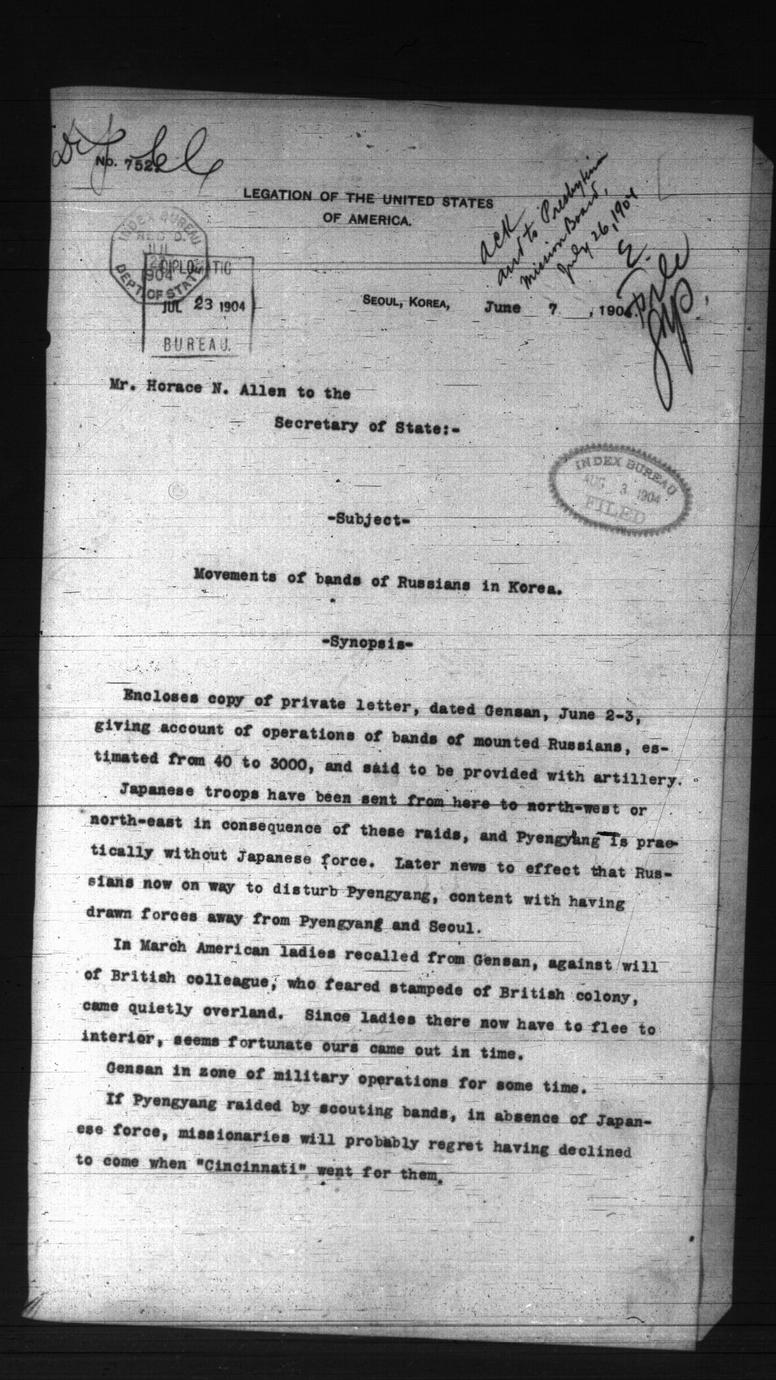 No. 752.
LEGATION OF THE UNITED STATES
OF AMERICA.
Ack
and to Presbyterian
Mission Board,
July 26, 1904
INDEX BUREAU
REC'D
JUL
1904
DEPT. OF STATE
DIPLOMATIC
JUL 23 1904
BUREAU.
SEOUL, KOREA, June 7 , 190
Mr. Horace N. Allen to the
Secretary of State:-
INDEX BUREAU
AUG 3 1904
FILED
-Subject-
Movements of bands of Russians in Korea.
-Synopsis-
Encloses copy of private letter, dated Gensan, June 2-3,
giving account of operations of bands of mounted Russians, es-
timated from 40 to 3000, and said to be provided with artillery.
Japanese troops have been sent from here to north-west or
north-east in consequence of these raids, and Pyengyang is prac-
tically without Japanese force. Later news to effect that Rus-
sians now on way to disturb Pyengyang, content with having
drawn forces away from Pyengyang and Seoul.
In March American ladies recalled from Gensan, against will
of British colleague, who feared stampede of British colony,
came quietly overland. Since ladies there now have to flee to
interior, seems fortunate ours came out in time.
Gensan in zone of military operations for some time.
If Pyengyang raided by scouting bands, in absence of Japan-
ese force, missionaries will probably regret having declined
to come when "Cincinnati" went for them.